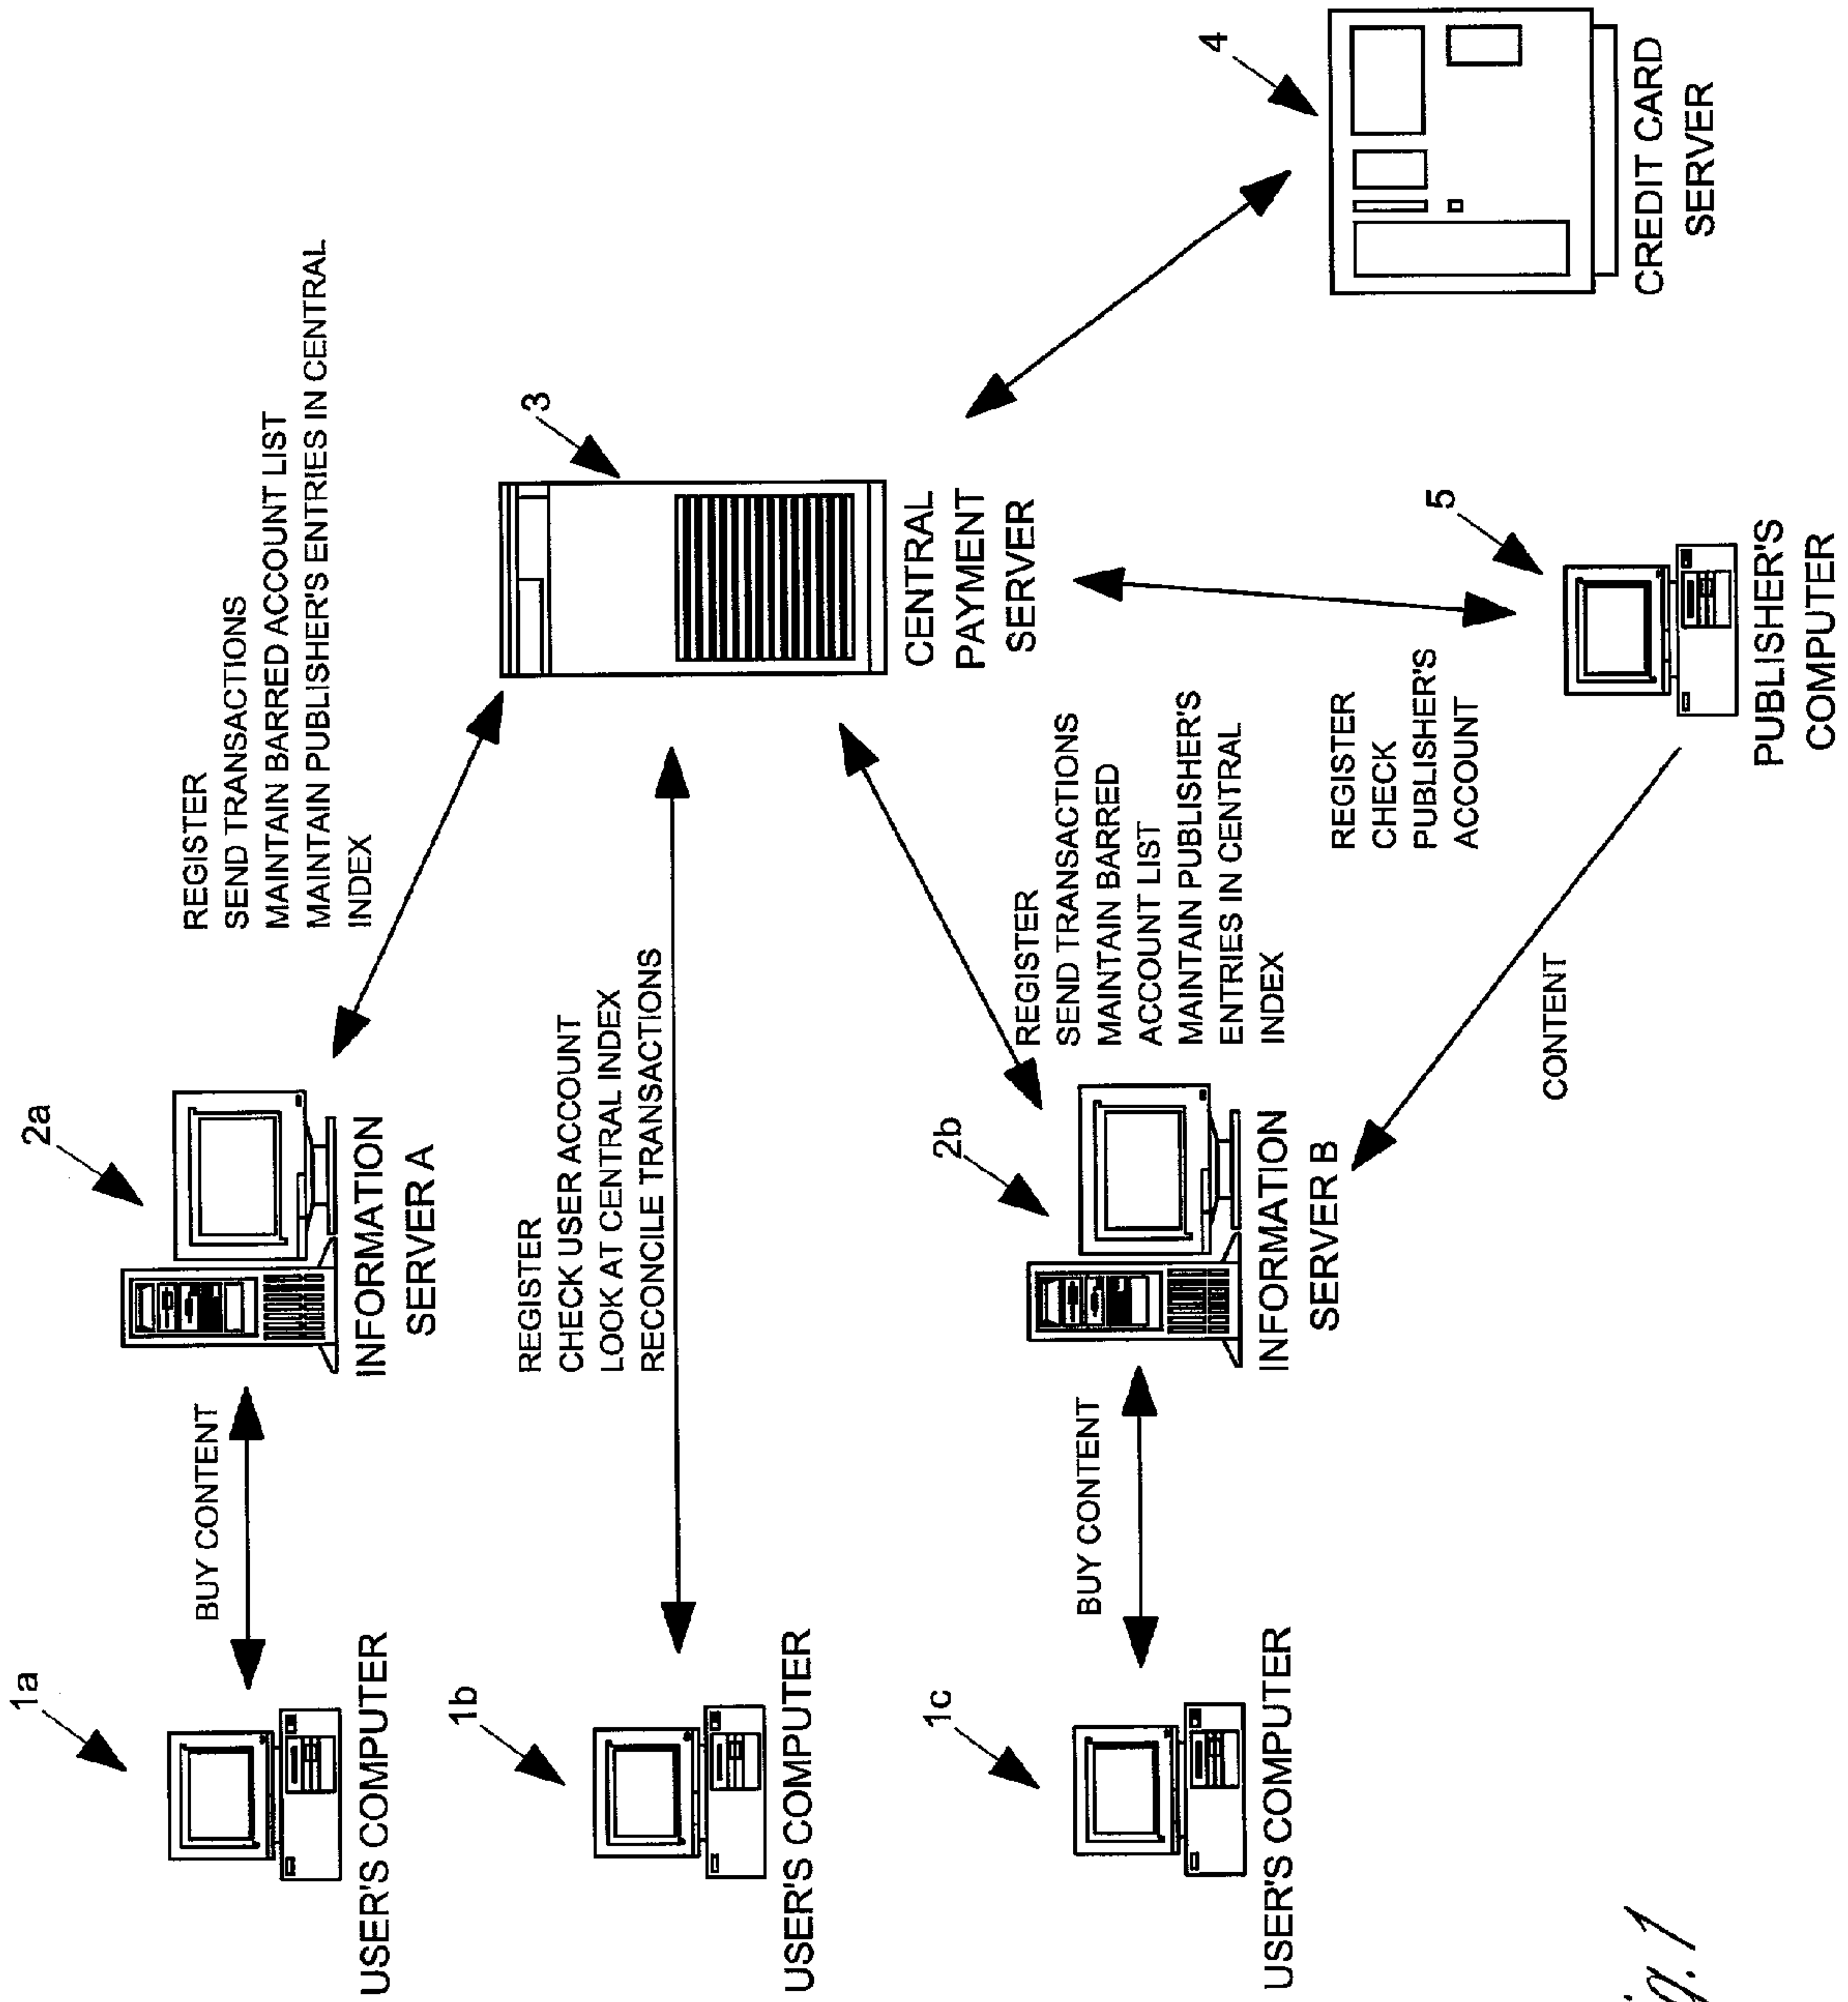 1a
USER'S COMPUTER
BUY CONTENT
2a
INFORMATION
SERVER A
REGISTER
SEND TRANSACTIONS
MAINTAIN BARRED ACCOUNT LIST
MAINTAIN PUBLISHER'S ENTRIES IN CENTRAL
INDEX
1b
USER'S COMPUTER
REGISTER
CHECK USER ACCOUNT
LOOK AT CENTRAL INDEX
RECONCILE TRANSACTIONS
3
CENTRAL
PAYMENT
SERVER
4
CREDIT CARD
SERVER
1c
USER'S COMPUTER
BUY CONTENT
2b
INFORMATION
SERVER B
REGISTER
SEND TRANSACTIONS
MAINTAIN BARRED
ACCOUNT LIST
MAINTAIN PUBLISHER'S
ENTRIES IN CENTRAL
INDEX
REGISTER
CHECK
PUBLISHER'S
ACCOUNT
CONTENT
5
PUBLISHER'S
COMPUTER
ig. 1